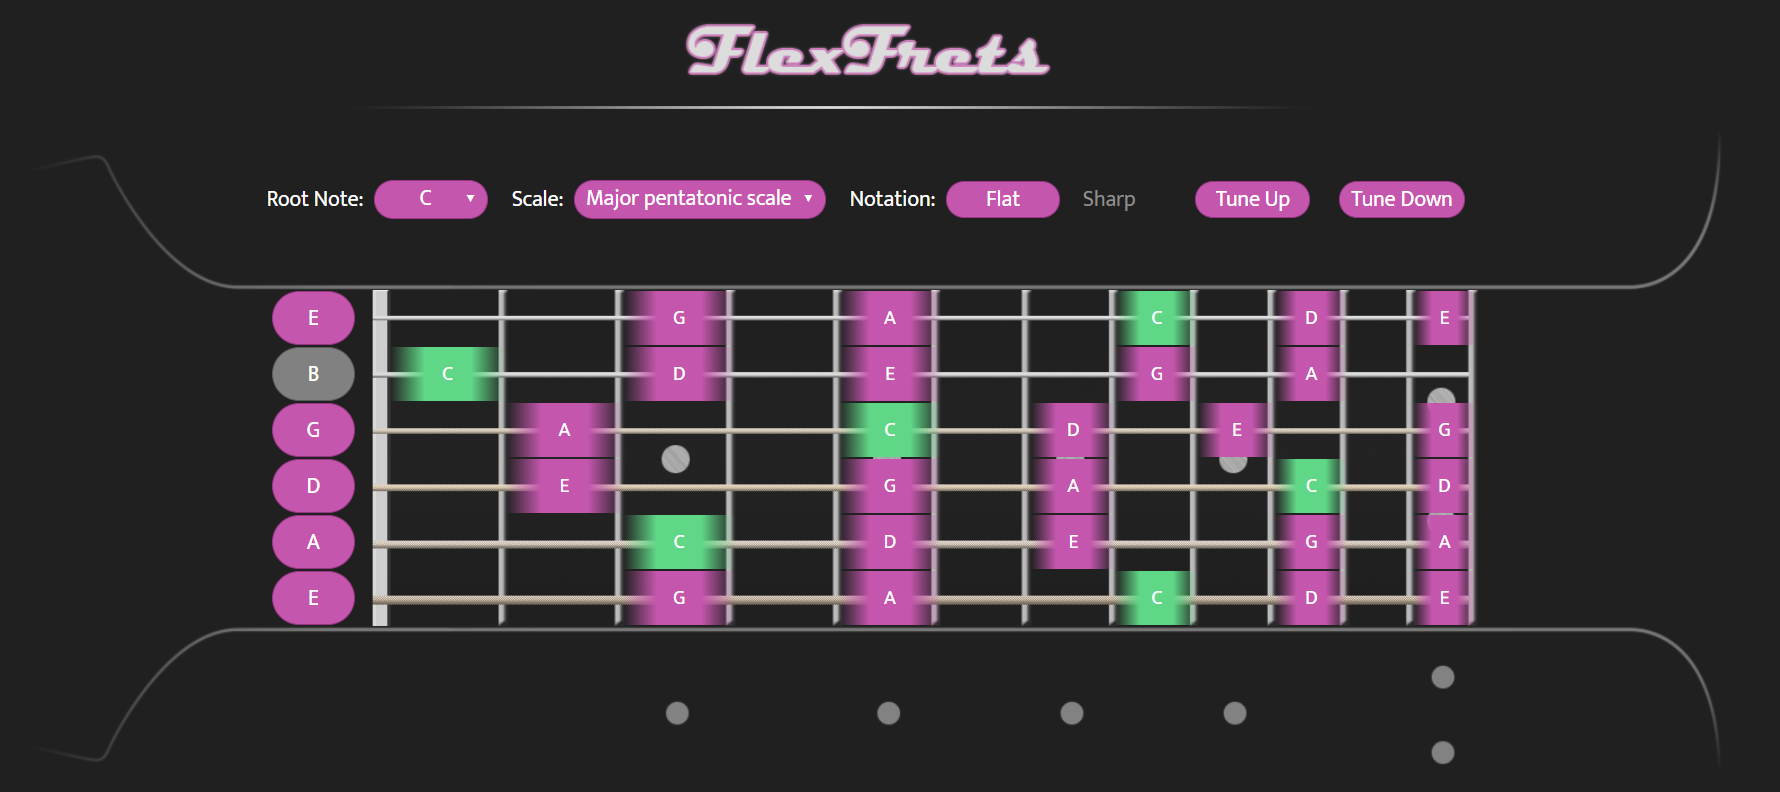 FlexFrets
Root Note: C ▼ Scale: Major pentatonic scale ▼ Notation: Flat Sharp Tune Up Tune Down
E G A C D E
B C D E G A
G A C D E G
D E G A C D
A C D E G A
E G A C D E